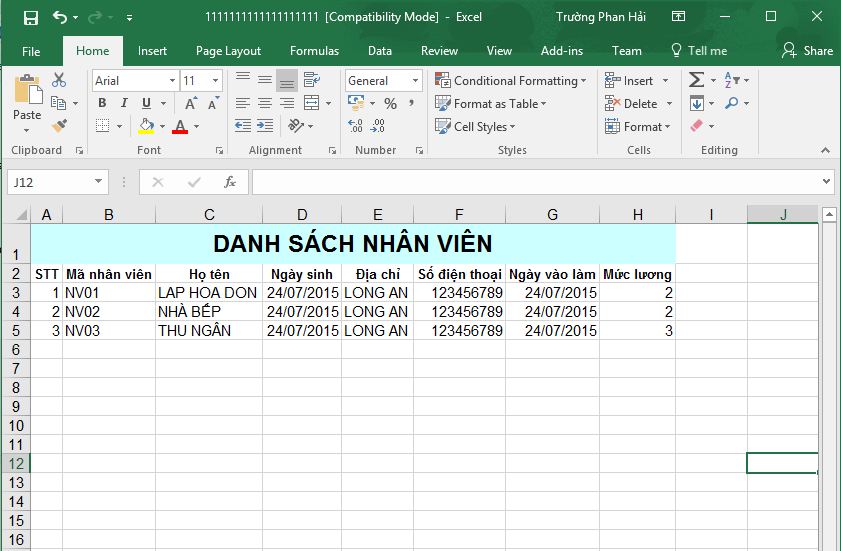 1111111111111111111 [Compatibility Mode] - Excel Trường Phan Hải
File Home Insert Page Layout Formulas Data Review View Add-ins Team Tell me Share
Arial 11 General Conditional Formatting Insert
Paste B I U A A % , Format as Table Delete
A Cell Styles Format
Clipboard Font Alignment Number Styles Cells Editing
J12 fx
A B C D E F G H I J
1 DANH SÁCH NHÂN VIÊN
2 STT Mã nhân viên Họ tên Ngày sinh Địa chỉ Số điện thoại Ngày vào làm Mức lương
3 1 NV01 LAP HOA DON 24/07/2015 LONG AN 123456789 24/07/2015 2
4 2 NV02 NHÀ BẾP 24/07/2015 LONG AN 123456789 24/07/2015 2
5 3 NV03 THU NGÂN 24/07/2015 LONG AN 123456789 24/07/2015 3
6
7
8
9
10
11
12
13
14
15
16